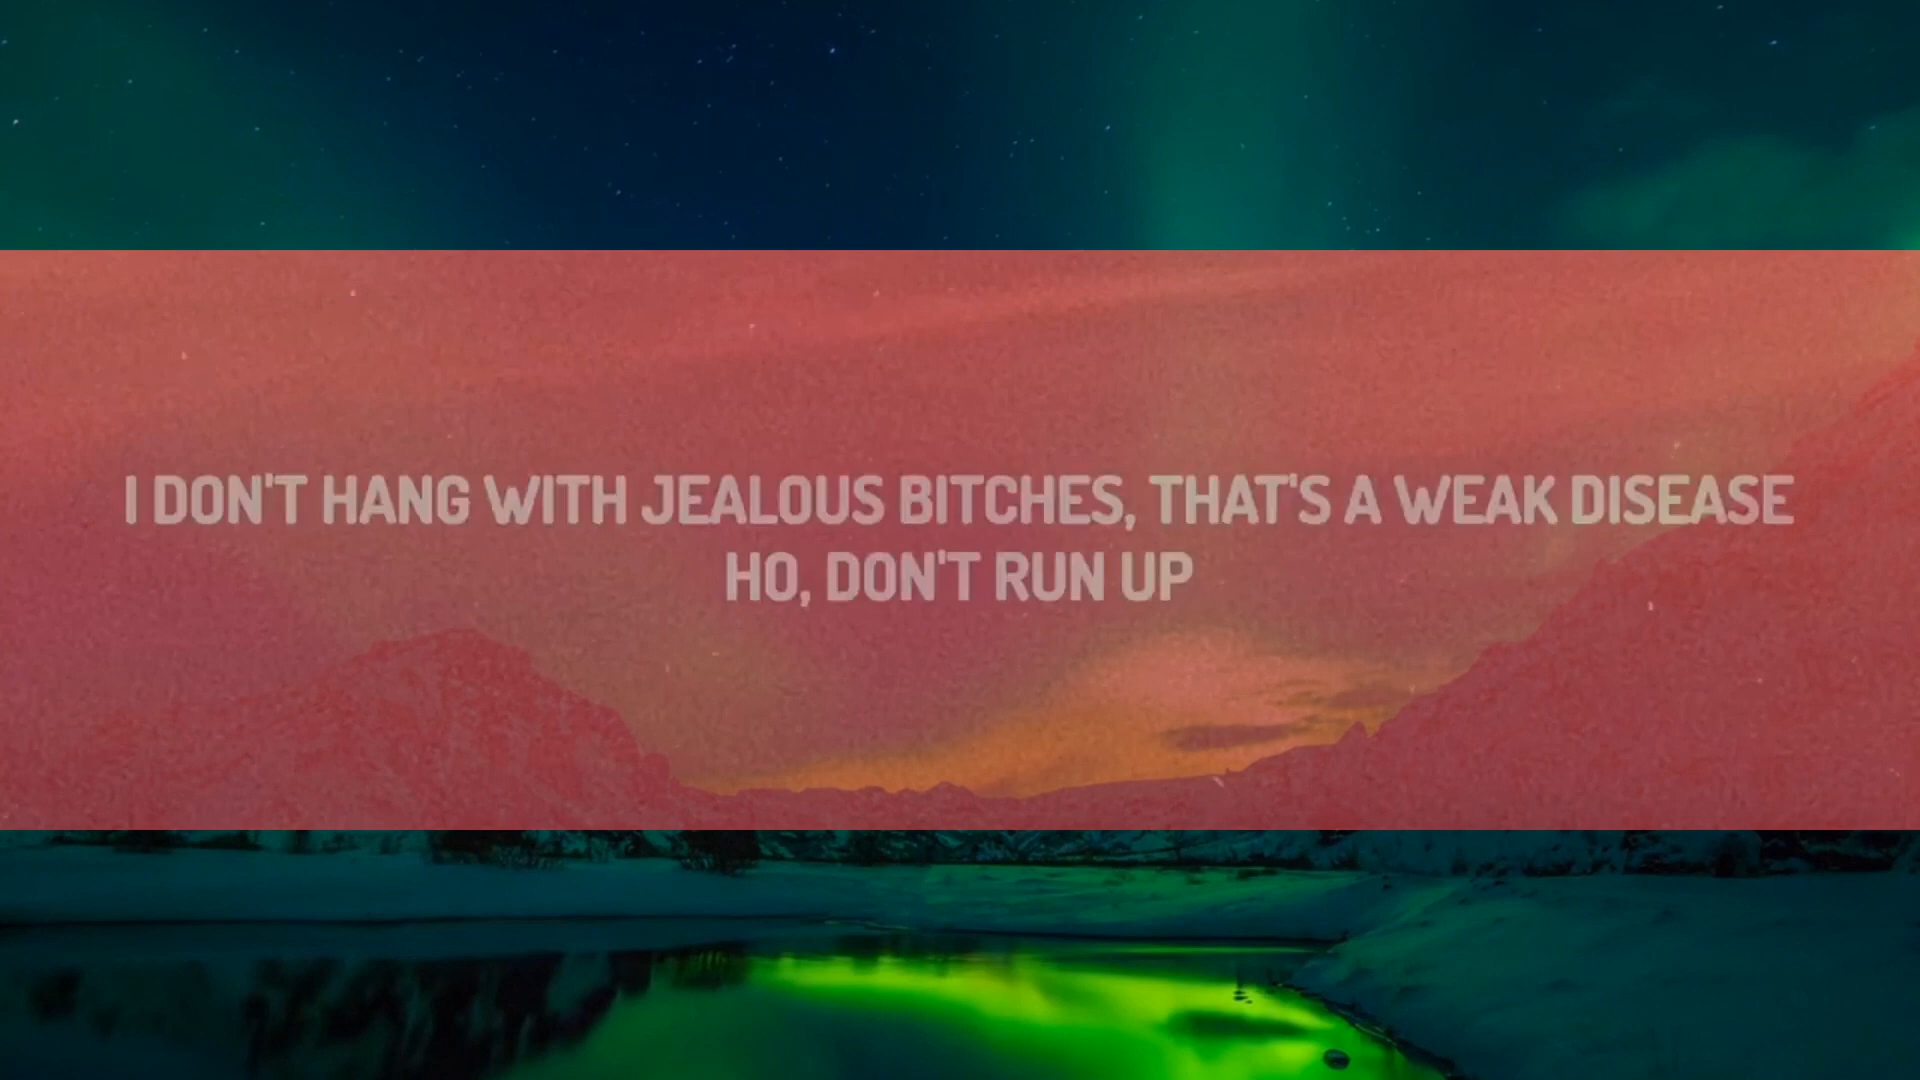 I DON'T HANG WITH JEALOUS BITCHES, THAT'S A WEAK DISEASE
HO, DON'T RUN UP